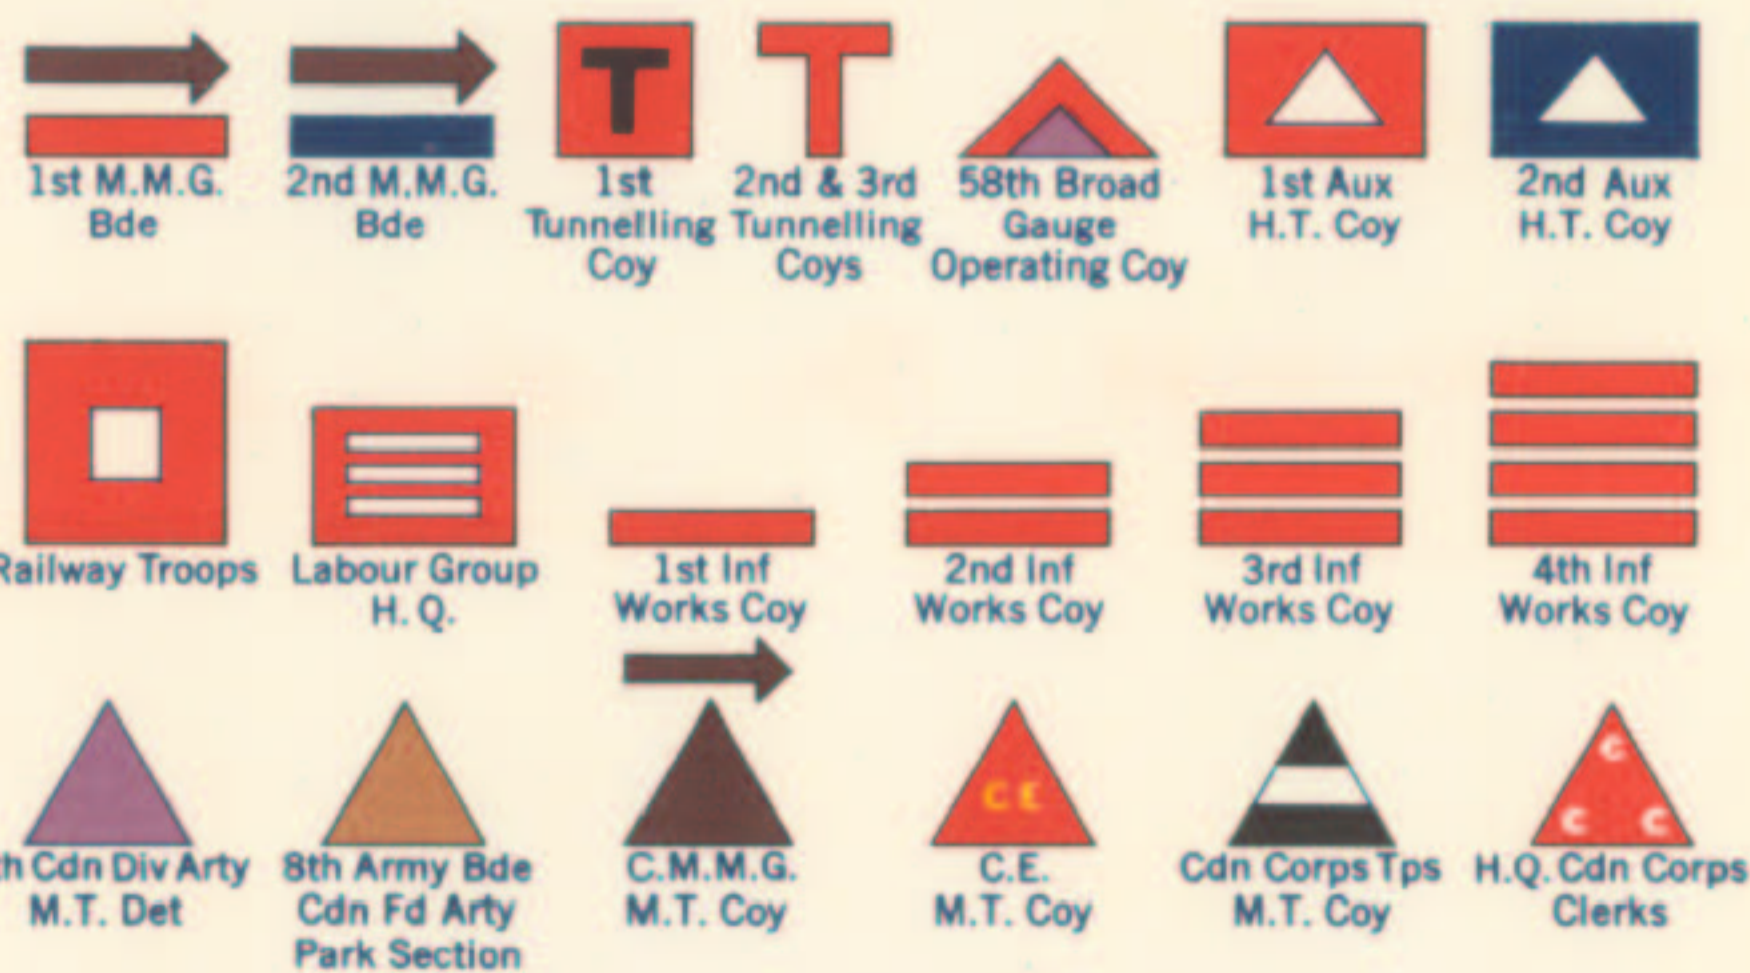 T
1st M.M.G.
Bde
2nd M.M.G.
Bde
1st
Tunnelling
Coy
2nd & 3rd
Tunnelling
Coys
58th Broad
Gauge
Operating Coy
1st Aux
H.T. Coy
2nd Aux
H.T. Coy
Railway Troops
Labour Group
H. Q.
1st Inf
Works Coy
2nd Inf
Works Coy
3rd Inf
Works Coy
4th Inf
Works Coy
th Cdn Div Arty
M.T. Det
8th Army Bde
Cdn Fd Arty
Park Section
C.M.M.G.
M.T. Coy
C E
C.E.
M.T. Coy
Cdn Corps Tps
M.T. Coy
C
C C
H.Q. Cdn Corps
Clerks